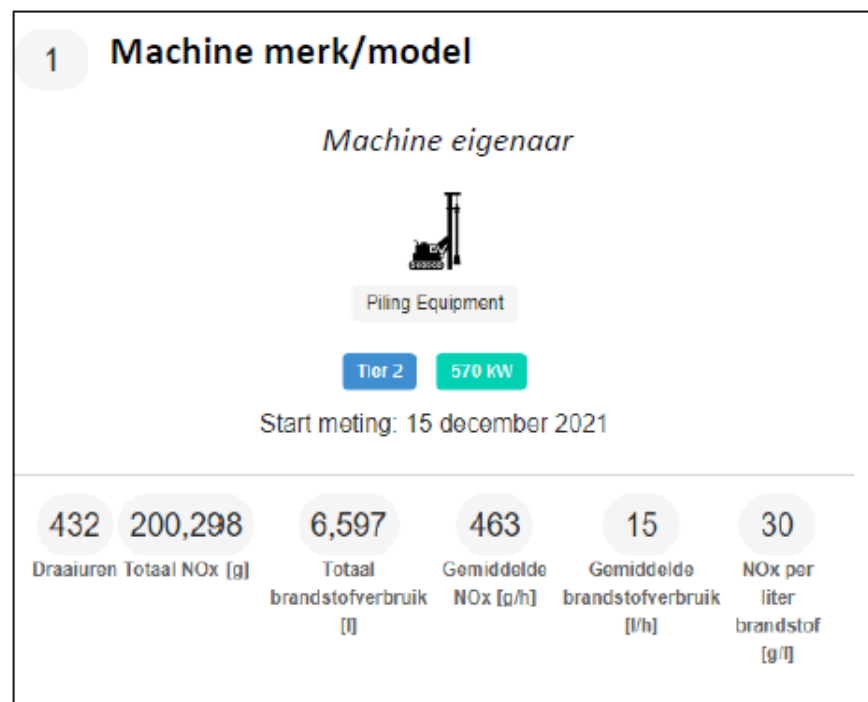 1 Machine merk/model
Machine eigenaar
Piling Equipment
Tier 2 570 kW
Start meting: 15 december 2021
432 200,298 6,597 463 15 30
Draaiuren Totaal NOx [g] Totaal Gemiddelde Gemiddelde NOx per
brandstofverbruik NOx [g/h] brandstofverbruik liter
[l] [l/h] brandstof
[g/l]